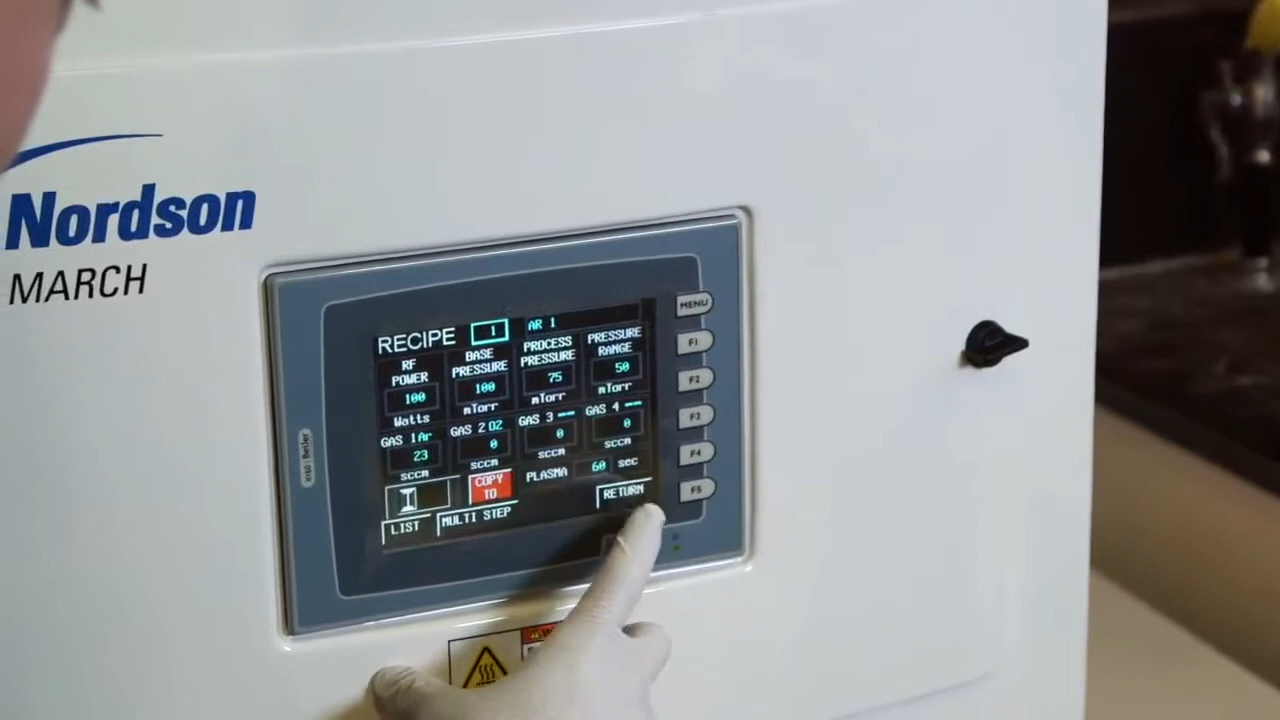 Nordson
MARCH
RECIPE 1 AR 1
RF POWER 100 Watts
BASE PRESSURE 100 mTorr
PROCESS PRESSURE 75 mTorr
PRESSURE RANGE 50 mTorr
GAS 1 Ar 23 sccm
GAS 2 O2 0 sccm
GAS 3 -- 0 sccm
GAS 4 -- 0 sccm
PLASMA 60 sec
COPY TO
RETURN
LIST
MULTI STEP
MENU
F1
F2
F3
F4
F5